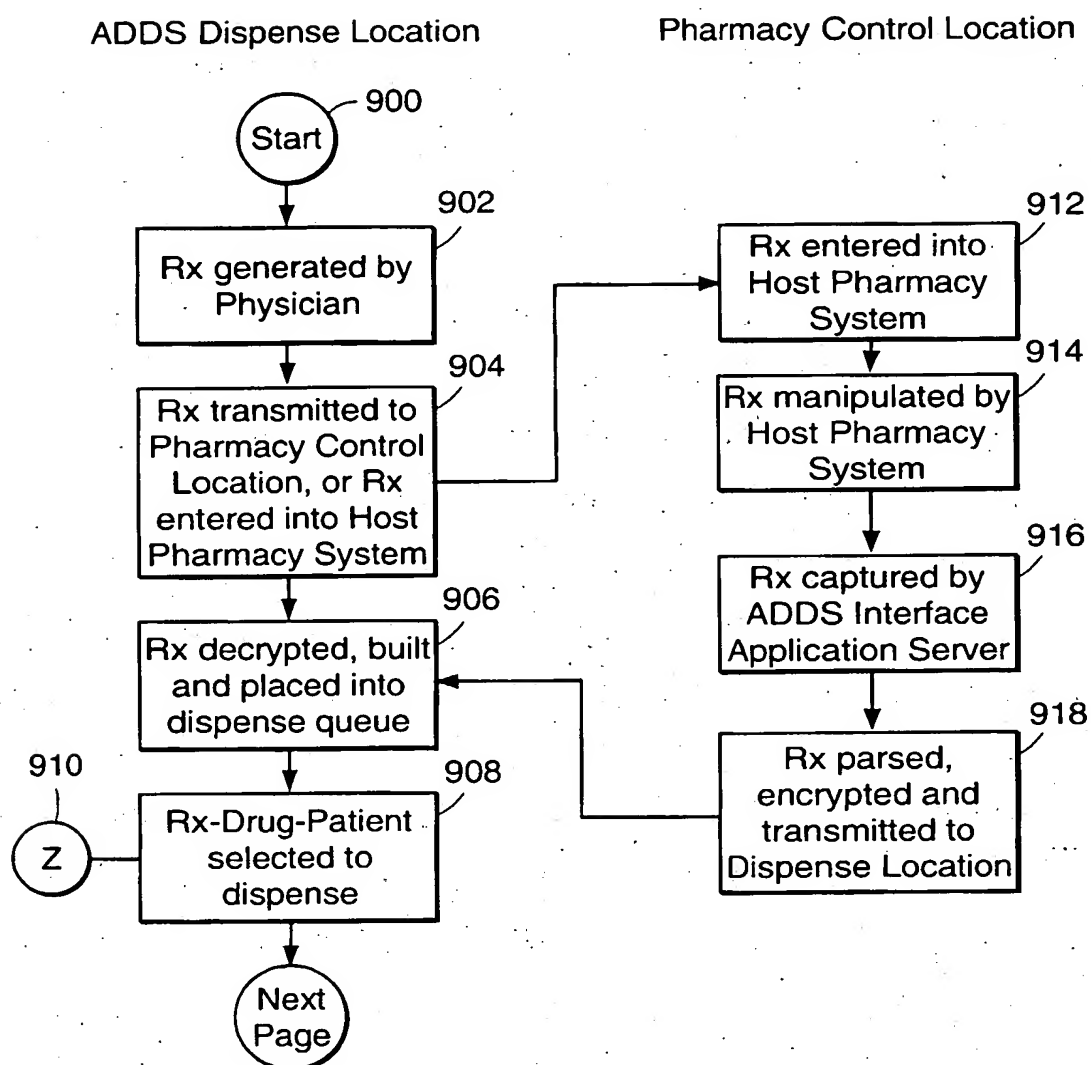 ADDS Dispense Location
Start
900
902
Rx generated by
Physician
904
Rx transmitted to
Pharmacy Control
Location, or Rx
entered into Host
Pharmacy System
906
Rx decrypted, built
and placed into
dispense queue
910
Z
908
Rx-Drug-Patient
selected to
dispense
Next
Page
Pharmacy Control Location
912
Rx entered into
Host Pharmacy
System
914
Rx manipulated by
Host Pharmacy
System
916
Rx captured by
ADDS Interface
Application Server
918
Rx parsed,
encrypted and
transmitted to
Dispense Location